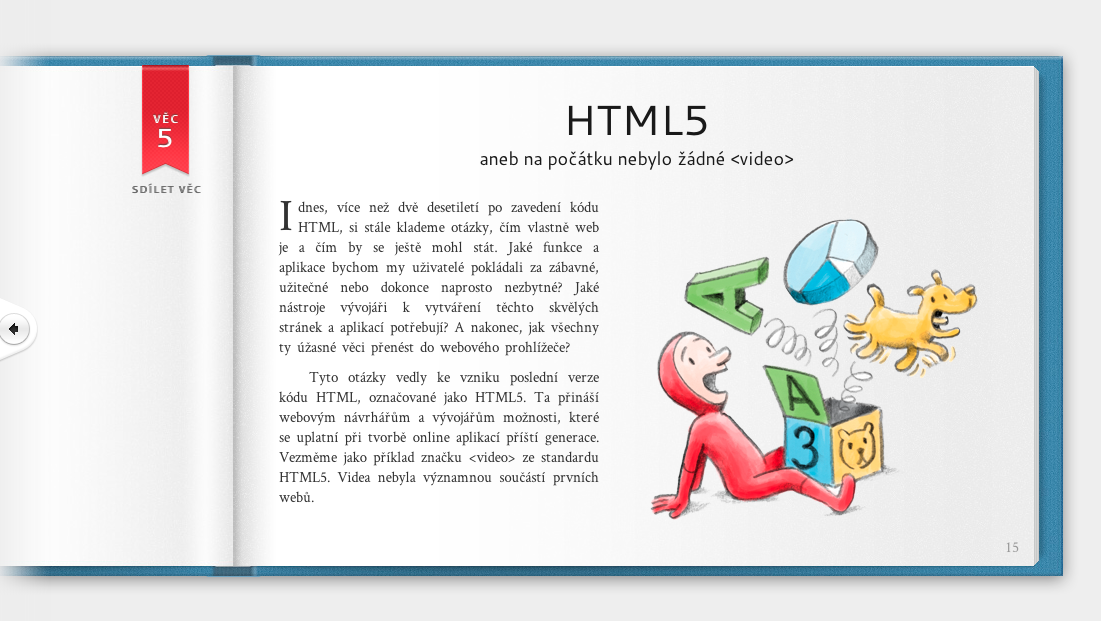 VĚC
5
SDÍLET VĚC
HTML5
aneb na počátku nebylo žádné <video>
I dnes, více než dvě desetiletí po zavedení kódu
HTML, si stále klademe otázky, čím vlastně web
je a čím by se ještě mohl stát. Jaké funkce a
aplikace bychom my uživatelé pokládali za zábavné,
užitečné nebo dokonce naprosto nezbytné? Jaké
nástroje vývojáři k vytváření těchto skvělých
stránek a aplikací potřebují? A nakonec, jak všechny
ty úžasné věci přenést do webového prohlížeče?
Tyto otázky vedly ke vzniku poslední verze
kódu HTML, označované jako HTML5. Ta přináší
webovým návrhářům a vývojářům možnosti, které
se uplatní při tvorbě online aplikací příští generace.
Vezměme jako příklad značku <video> ze standardu
HTML5. Videa nebyla významnou součástí prvních
webů.
A
A
3
15